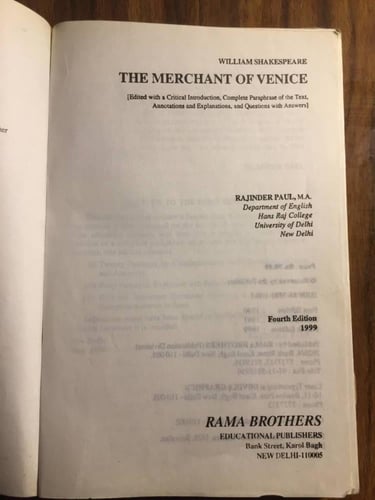 WILLIAM SHAKESPEARE
THE MERCHANT OF VENICE
[Edited with a Critical Introduction, Complete Paraphrase of the Text,
Annotations and Explanations, and Questions with Answers]
RAJINDER PAUL, M.A.
Department of English
Hans Raj College
University of Delhi
New Delhi
Fourth Edition
1999
RAMA BROTHERS
EDUCATIONAL PUBLISHERS
Bank Street, Karol Bagh
NEW DELHI-110005